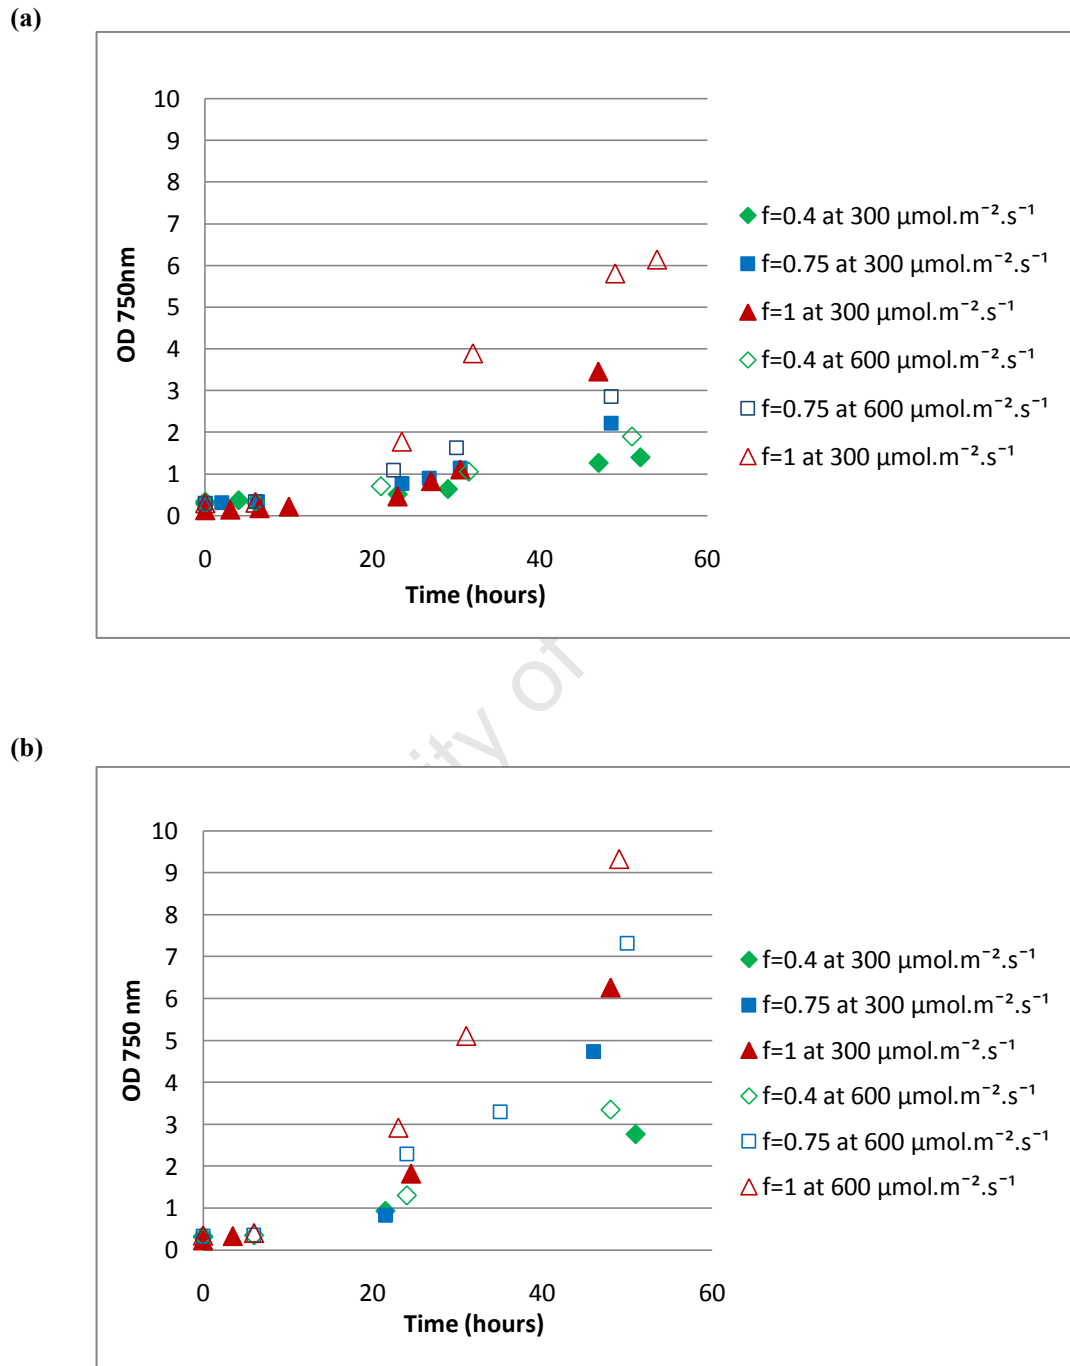 (a)
10
9
8
7
6
5
4
3
2
1
0
OD 750nm
0 20 40 60
Time (hours)
f=0.4 at 300 µmol.m⁻².s⁻¹
f=0.75 at 300 µmol.m⁻².s⁻¹
f=1 at 300 µmol.m⁻².s⁻¹
f=0.4 at 600 µmol.m⁻².s⁻¹
f=0.75 at 600 µmol.m⁻².s⁻¹
f=1 at 300 µmol.m⁻².s⁻¹
ity of
(b)
10
9
8
7
6
5
4
3
2
1
0
OD 750 nm
0 20 40 60
Time (hours)
f=0.4 at 300 µmol.m⁻².s⁻¹
f=0.75 at 300 µmol.m⁻².s⁻¹
f=1 at 300 µmol.m⁻².s⁻¹
f=0.4 at 600 µmol.m⁻².s⁻¹
f=0.75 at 600 µmol.m⁻².s⁻¹
f=1 at 600 µmol.m⁻².s⁻¹